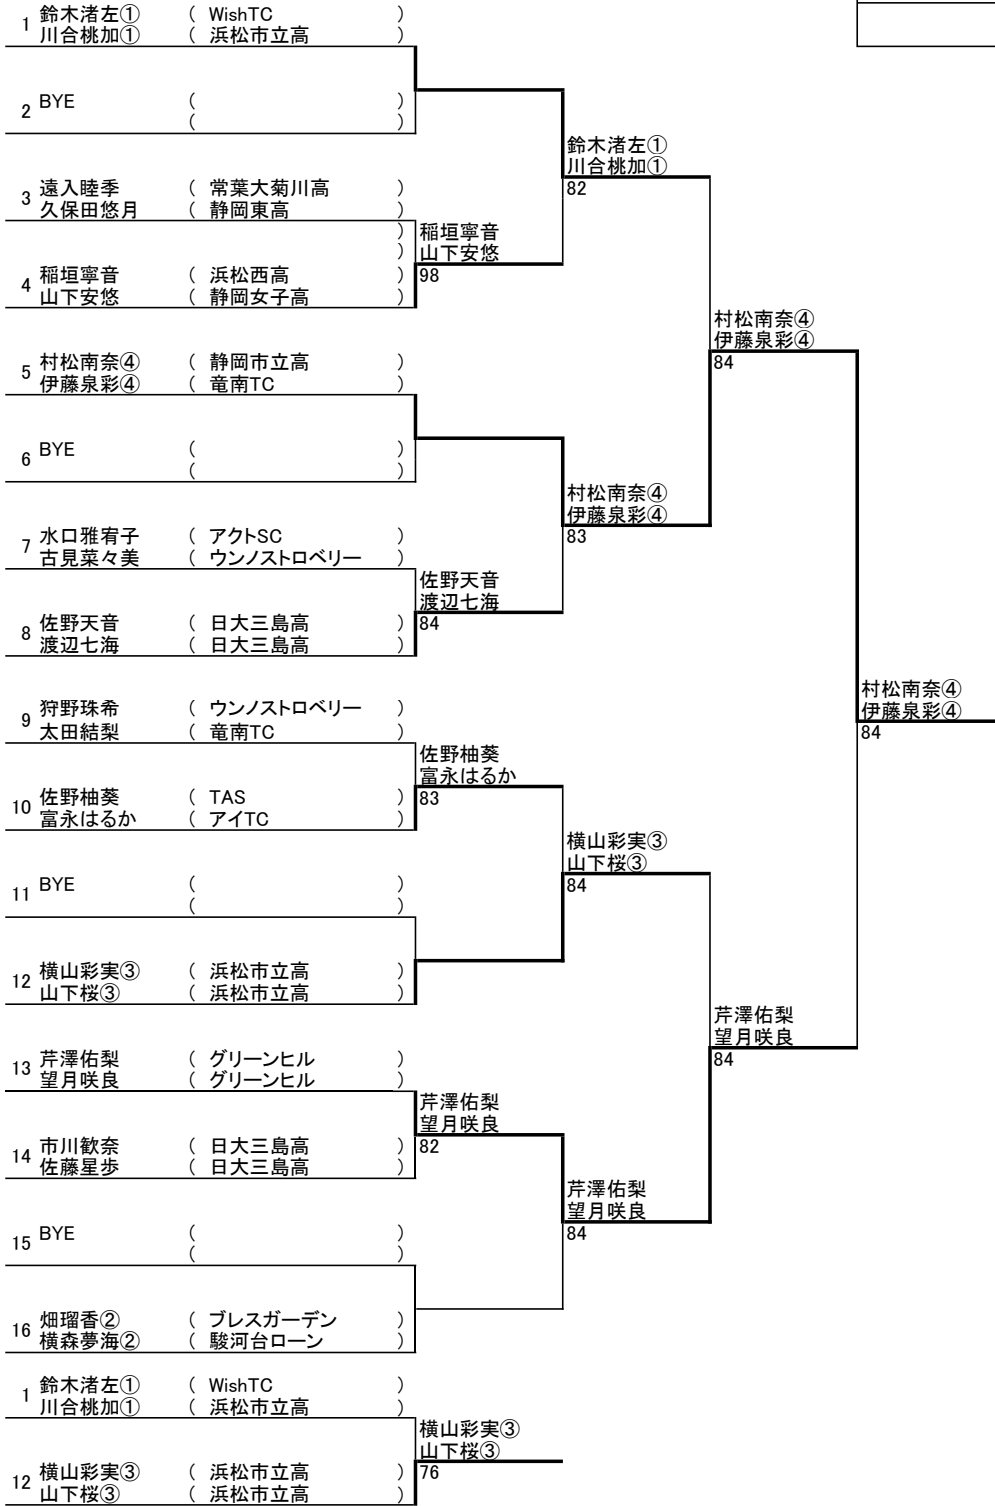 1 鈴木渚左① ( WishTC )
川合桃加① ( 浜松市立高 )
2 BYE ( )
( )
鈴木渚左①
川合桃加①
82
3 遠入睦季 ( 常葉大菊川高 )
久保田悠月 ( 静岡東高 )
) 稲垣寧音
) 山下安悠
98
4 稲垣寧音 ( 浜松西高 )
山下安悠 ( 静岡女子高 )
村松南奈④
伊藤泉彩④
84
5 村松南奈④ ( 静岡市立高 )
伊藤泉彩④ ( 竜南TC )
6 BYE ( )
( )
村松南奈④
伊藤泉彩④
83
7 水口雅宥子 ( アクトSC )
古見菜々美 ( ウンノストロベリー )
佐野天音
渡辺七海
84
8 佐野天音 ( 日大三島高 )
渡辺七海 ( 日大三島高 )
村松南奈④
伊藤泉彩④
84
9 狩野珠希 ( ウンノストロベリー )
太田結梨 ( 竜南TC )
佐野柚葵
富永はるか
83
10 佐野柚葵 ( TAS )
富永はるか ( アイTC )
横山彩実③
山下桜③
84
11 BYE ( )
( )
12 横山彩実③ ( 浜松市立高 )
山下桜③ ( 浜松市立高 )
芹澤佑梨
望月咲良
84
13 芹澤佑梨 ( グリーンヒル )
望月咲良 ( グリーンヒル )
芹澤佑梨
望月咲良
82
14 市川歓奈 ( 日大三島高 )
佐藤星歩 ( 日大三島高 )
芹澤佑梨
望月咲良
84
15 BYE ( )
( )
16 畑瑠香② ( ブレスガーデン )
横森夢海② ( 駿河台ローン )
1 鈴木渚左① ( WishTC )
川合桃加① ( 浜松市立高 )
横山彩実③
山下桜③
76
12 横山彩実③ ( 浜松市立高 )
山下桜③ ( 浜松市立高 )